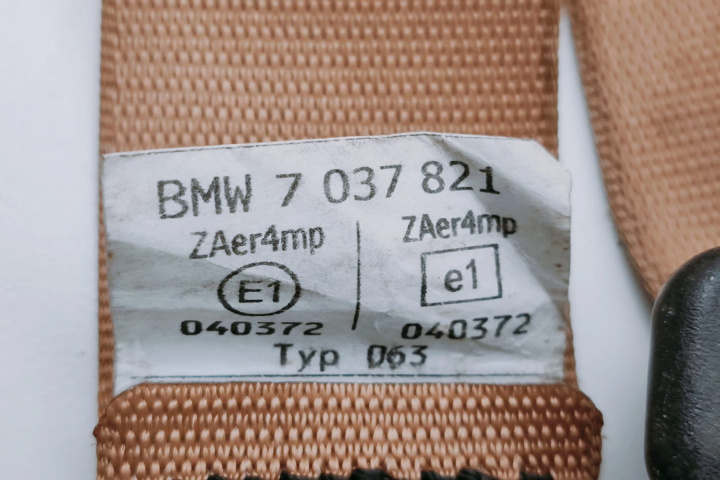 BMW 7 037 821
ZAer4mp ZAer4mp
E1 e1
040372 040372
Typ 063